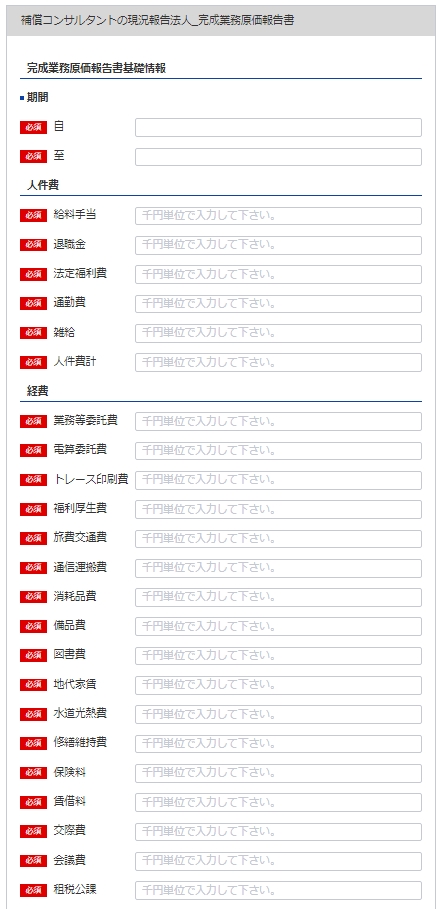 補償コンサルタントの現況報告法人_完成業務原価報告書
完成業務原価報告書基礎情報
期間
必須 自
必須 至
人件費
必須 給料手当 千円単位で入力して下さい。
必須 退職金 千円単位で入力して下さい。
必須 法定福利費 千円単位で入力して下さい。
必須 通勤費 千円単位で入力して下さい。
必須 雑給 千円単位で入力して下さい。
必須 人件費計 千円単位で入力して下さい。
経費
必須 業務等委託費 千円単位で入力して下さい。
必須 電算委託費 千円単位で入力して下さい。
必須 トレース印刷費 千円単位で入力して下さい。
必須 福利厚生費 千円単位で入力して下さい。
必須 旅費交通費 千円単位で入力して下さい。
必須 通信運搬費 千円単位で入力して下さい。
必須 消耗品費 千円単位で入力して下さい。
必須 備品費 千円単位で入力して下さい。
必須 図書費 千円単位で入力して下さい。
必須 地代家賃 千円単位で入力して下さい。
必須 水道光熱費 千円単位で入力して下さい。
必須 修繕維持費 千円単位で入力して下さい。
必須 保険料 千円単位で入力して下さい。
必須 賃借料 千円単位で入力して下さい。
必須 交際費 千円単位で入力して下さい。
必須 会議費 千円単位で入力して下さい。
必須 租税公課 千円単位で入力して下さい。